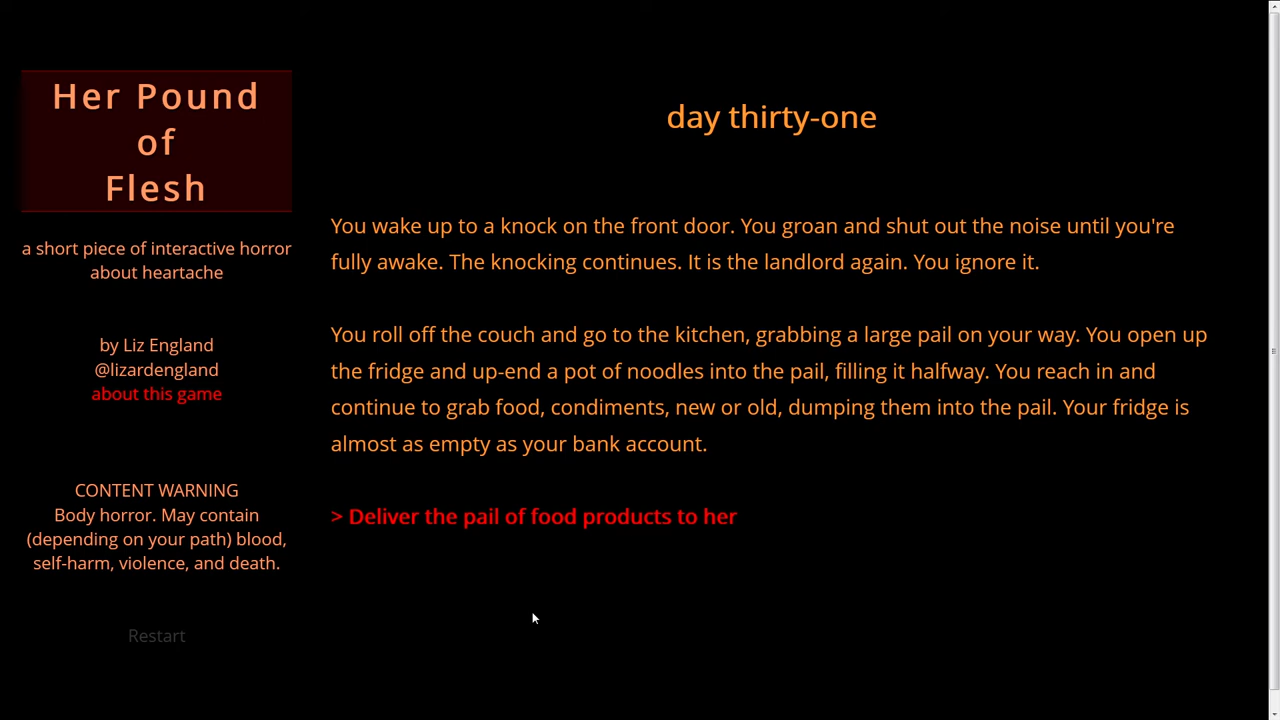 Her Pound
of
Flesh
a short piece of interactive horror
about heartache
by Liz England
@lizardengland
about this game
CONTENT WARNING
Body horror. May contain
(depending on your path) blood,
self-harm, violence, and death.
Restart
day thirty-one
You wake up to a knock on the front door. You groan and shut out the noise until you're
fully awake. The knocking continues. It is the landlord again. You ignore it.
You roll off the couch and go to the kitchen, grabbing a large pail on your way. You open up
the fridge and up-end a pot of noodles into the pail, filling it halfway. You reach in and
continue to grab food, condiments, new or old, dumping them into the pail. Your fridge is
almost as empty as your bank account.
> Deliver the pail of food products to her